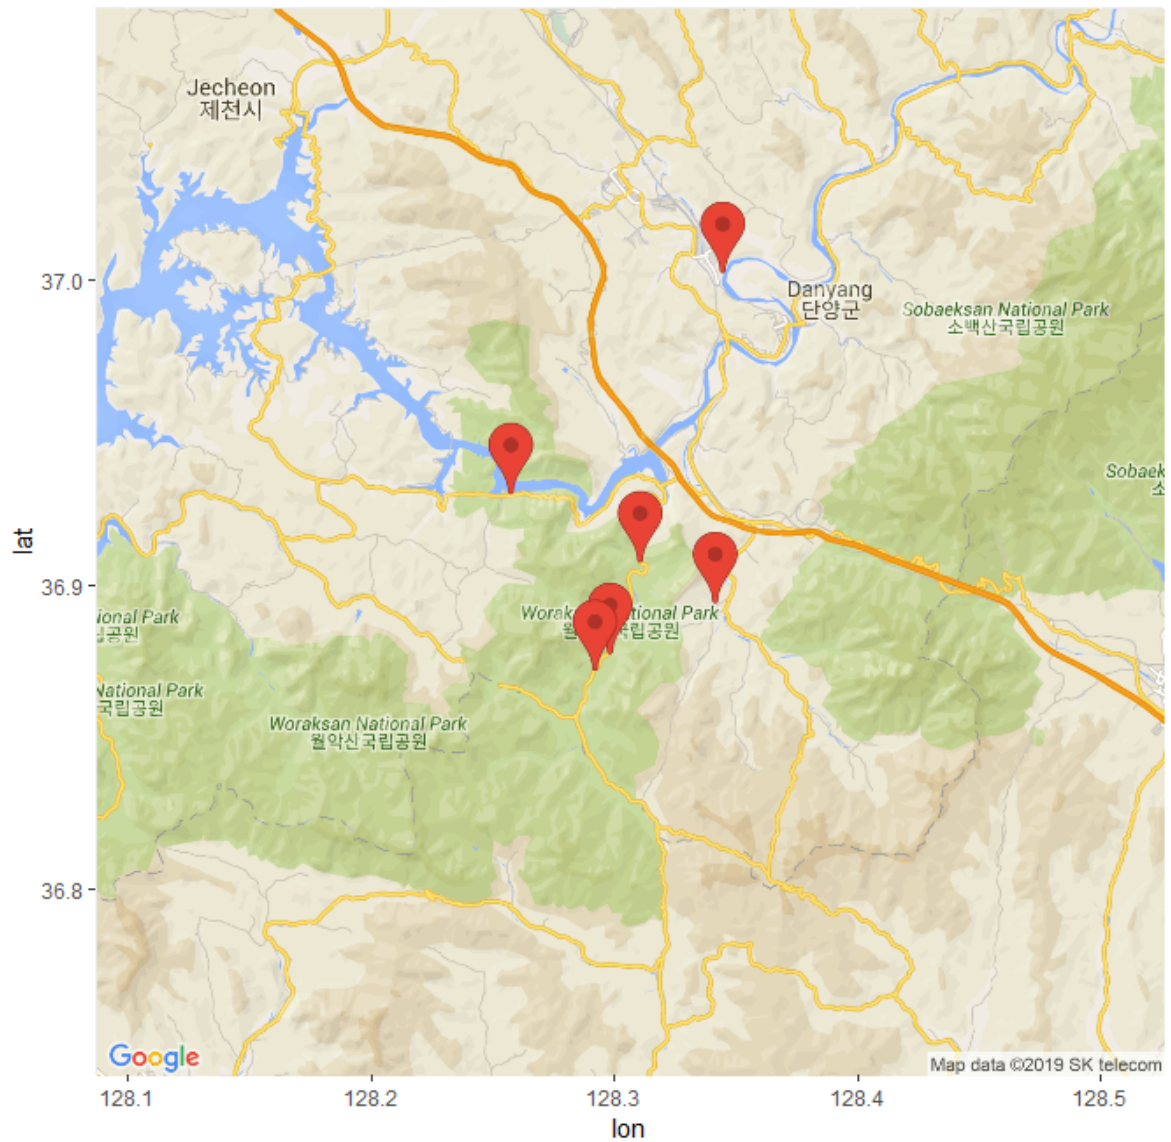 Jecheon
제천시
37.0
Danyang
단양군
Sobaeksan National Park
소백산국립공원
Sobaek
소
lat
36.9
ional Park
립공원
National Park
국립공원
National Park
국립공원
Woraksan National Park
월악산국립공원
36.8
Google
Map data ©2019 SK telecom
128.1
128.2
128.3
128.4
128.5
lon